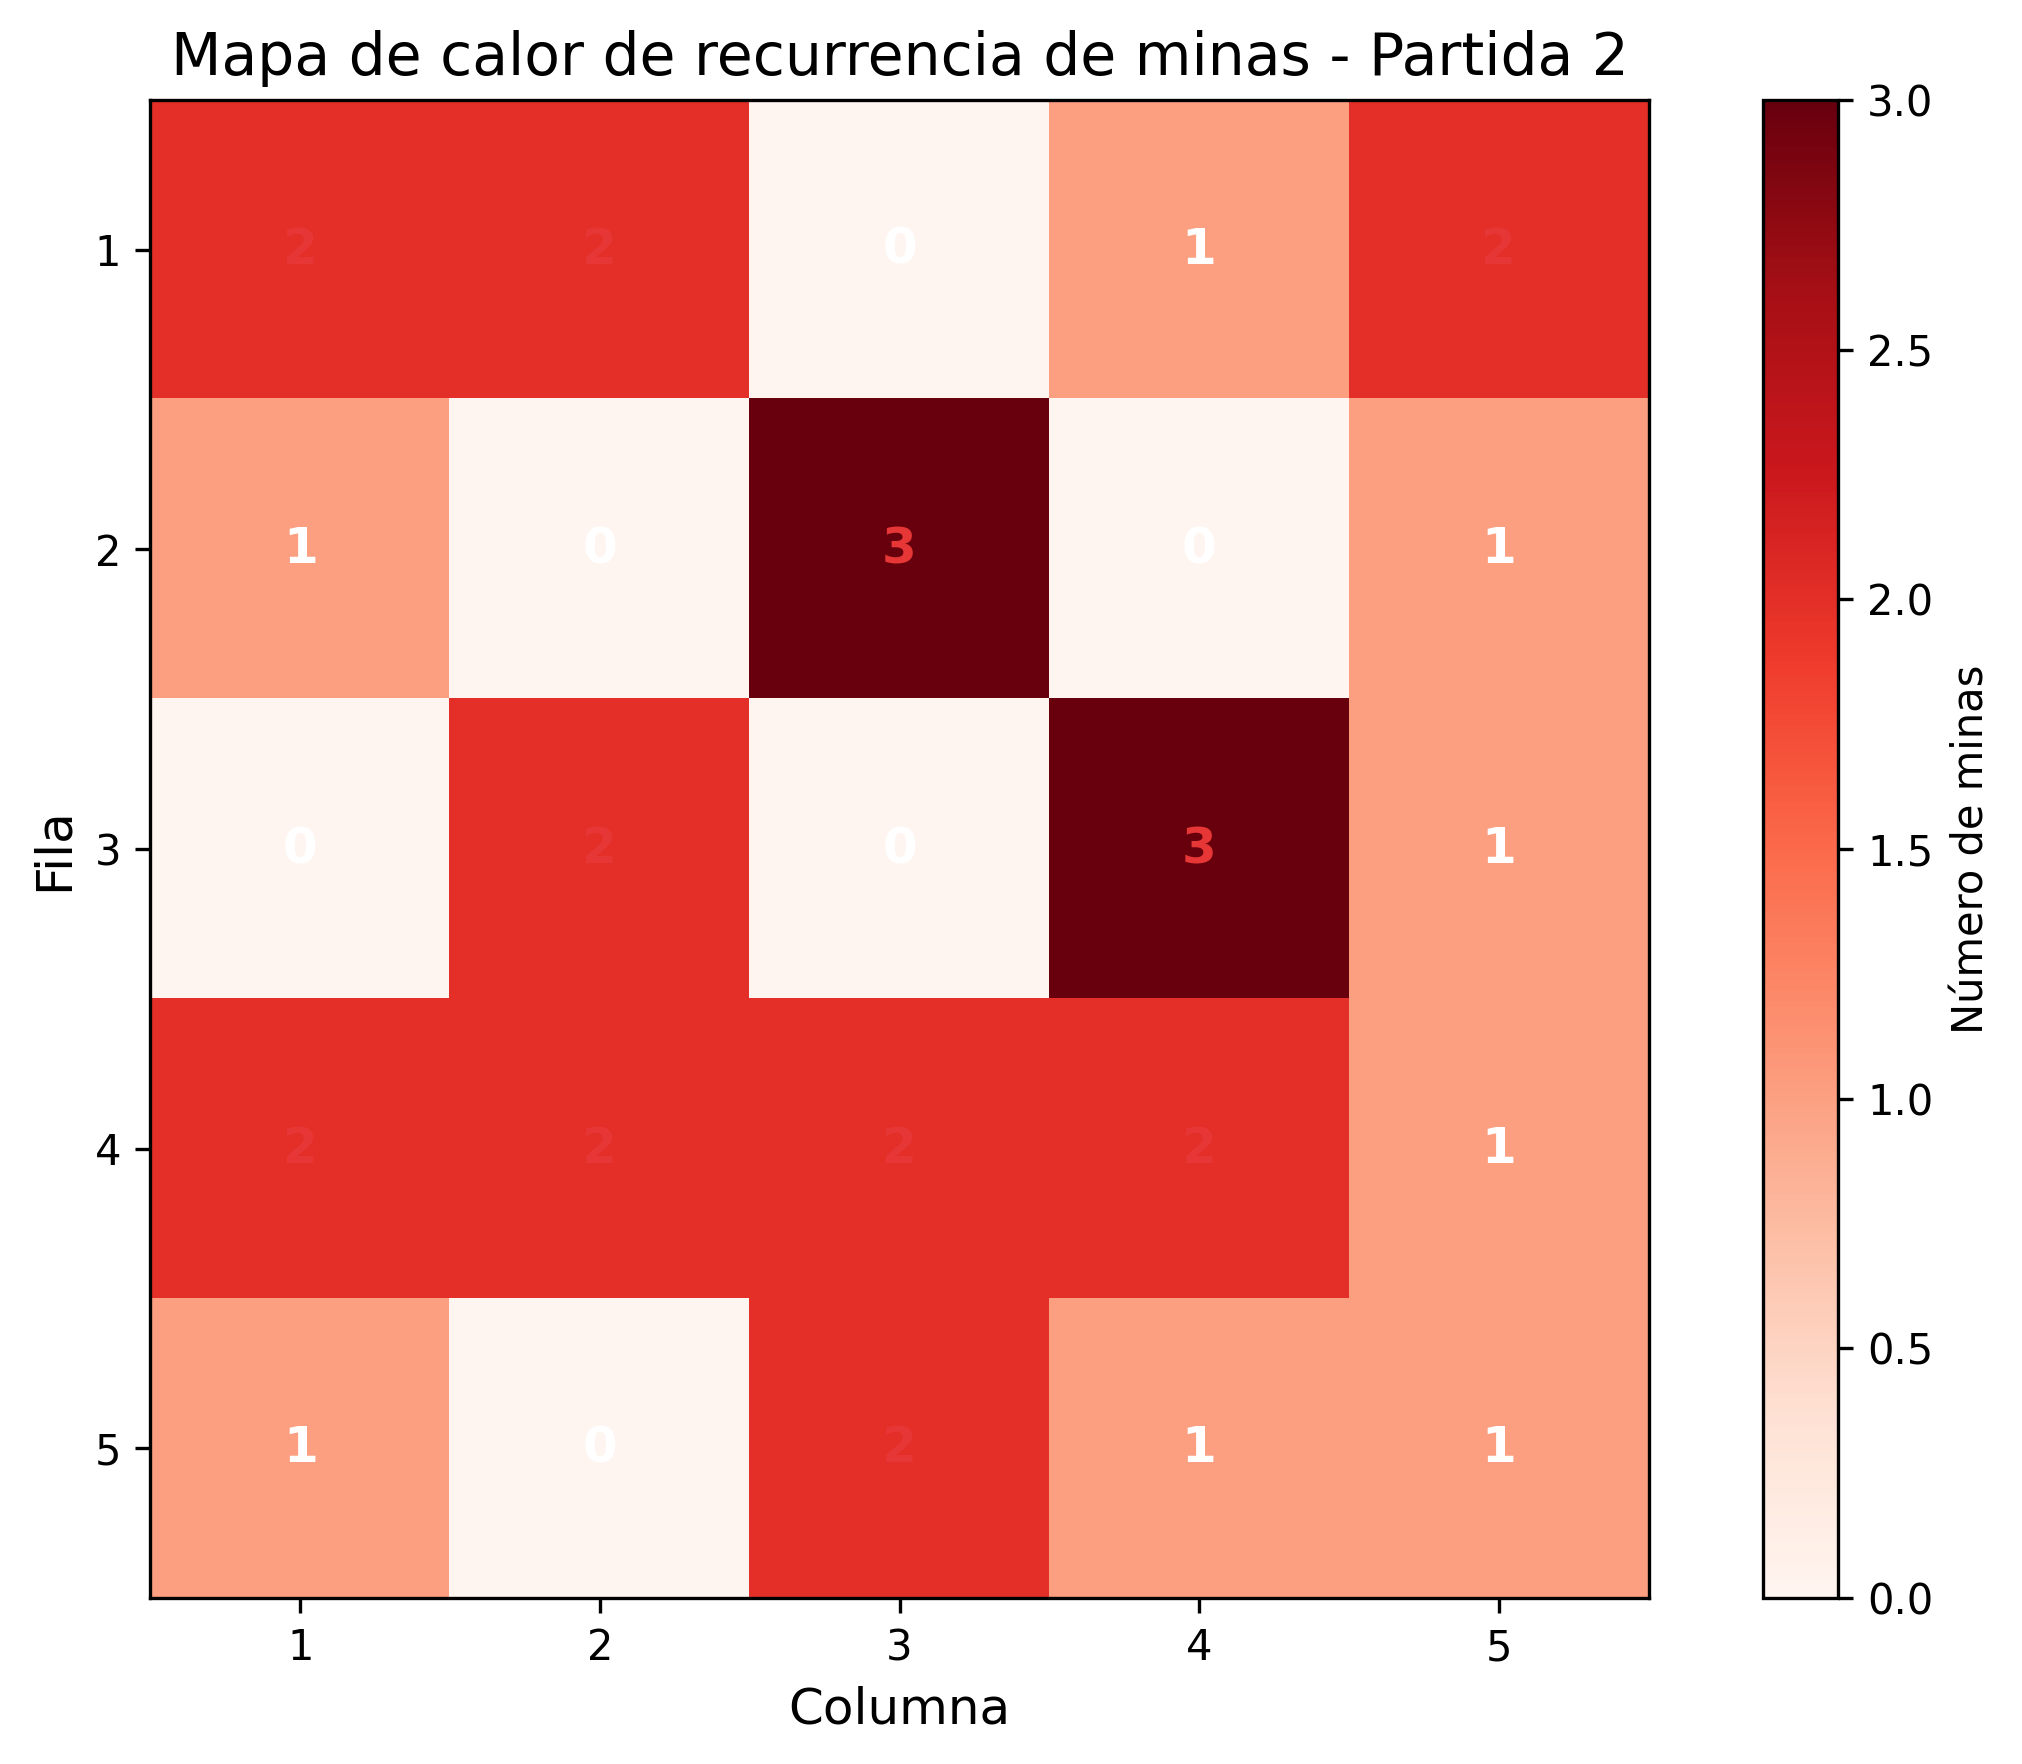 Mapa de calor de recurrencia de minas - Partida 2
3.0
1 2 2 0 1 2
2.5
2 1 0 3 0 1
2.0
Número de minas
Fila
3 0 2 0 3 1
1.5
4 2 2 2 2 1
1.0
0.5
5 1 0 2 1 1
0.0
1 2 3 4 5
Columna